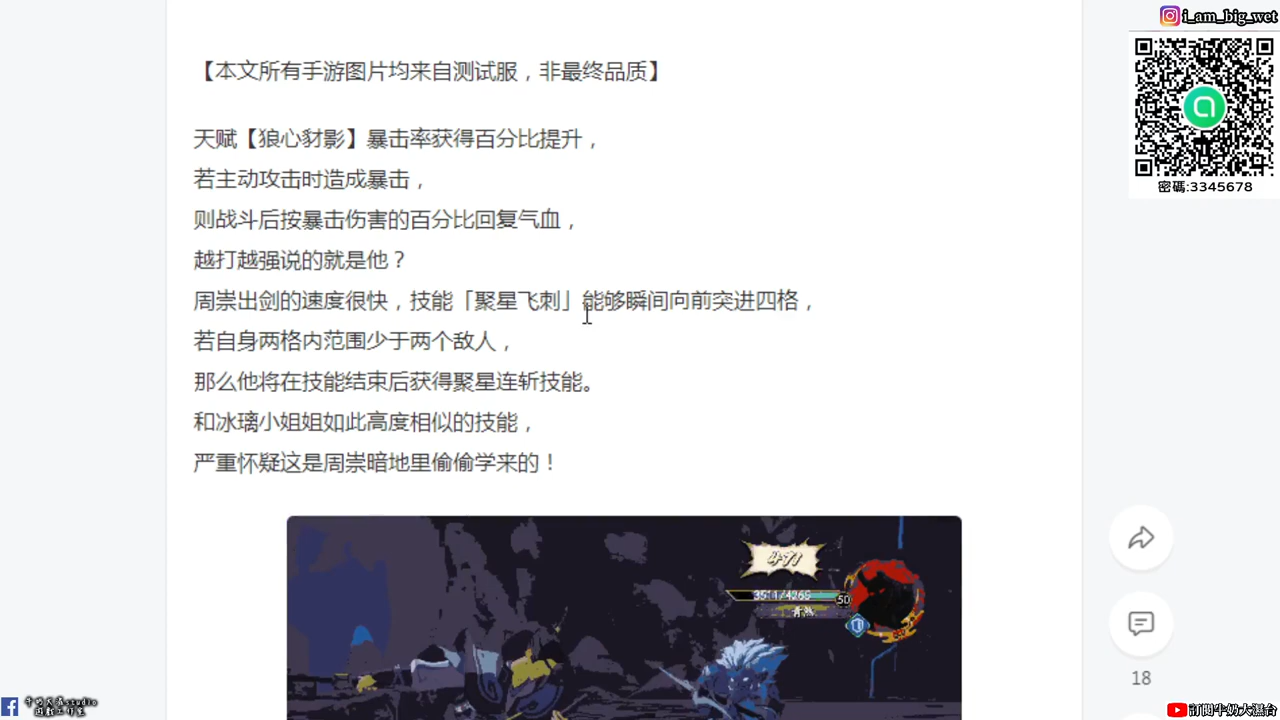 i_am_big_wet
【本文所有手游图片均来自测试服，非最终品质】
密碼:3345678
天赋【狼心豺影】暴击率获得百分比提升，
若主动攻击时造成暴击，
则战斗后按暴击伤害的百分比回复气血，
越打越强说的就是他？
周崇出剑的速度很快，技能「聚星飞刺」能够瞬间向前突进四格，
若自身两格内范围少于两个敌人，
那么他将在技能结束后获得聚星连斩技能。
和冰璃小姐姐如此高度相似的技能，
严重怀疑这是周崇暗地里偷偷学来的！
50
18